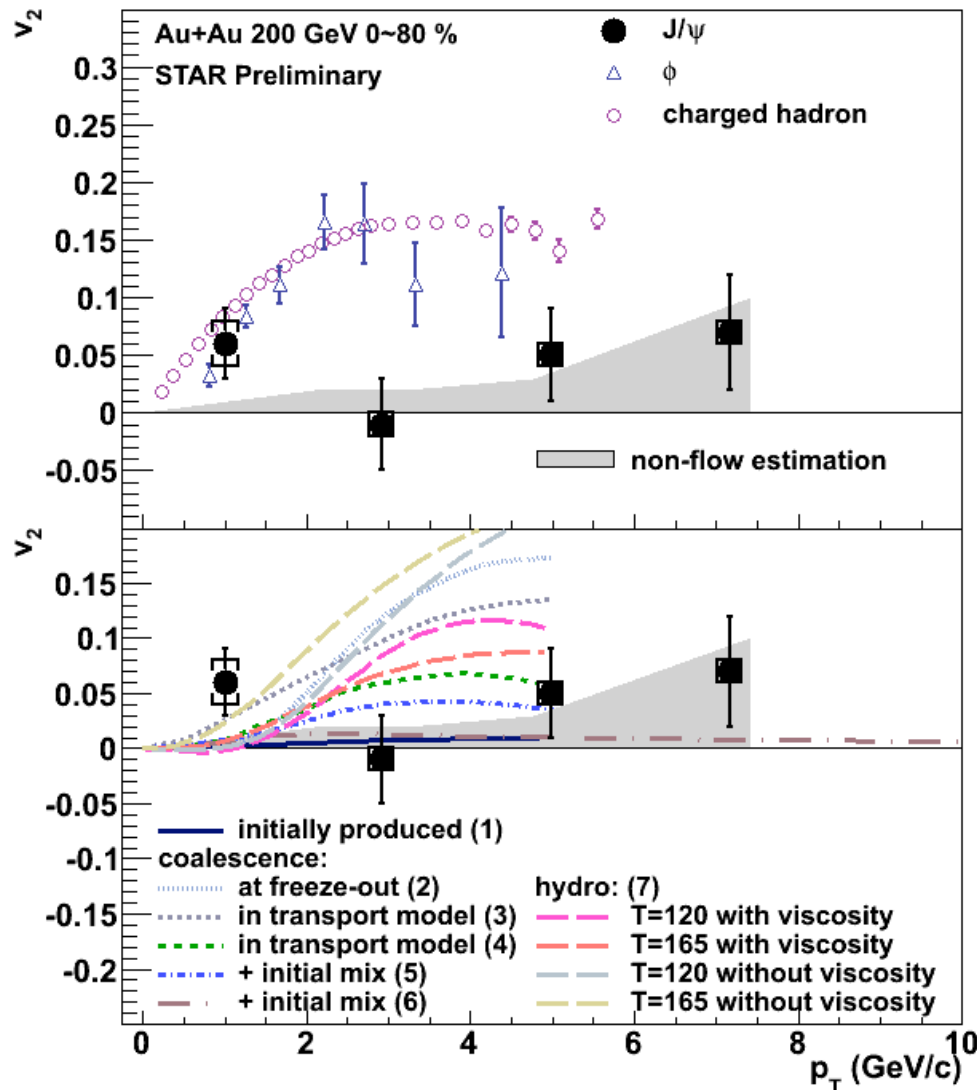 v2
Au+Au 200 GeV 0~80 %
STAR Preliminary
J/ψ
ϕ
charged hadron
0.3
0.25
0.2
0.15
0.1
0.05
0
-0.05
non-flow estimation
v2
0.15
0.1
0.05
0
-0.05
-0.1
-0.15
-0.2
initially produced (1)
coalescence:
at freeze-out (2)
in transport model (3)
in transport model (4)
+ initial mix (5)
+ initial mix (6)
hydro: (7)
T=120 with viscosity
T=165 with viscosity
T=120 without viscosity
T=165 without viscosity
0 2 4 6 8 10
pT (GeV/c)